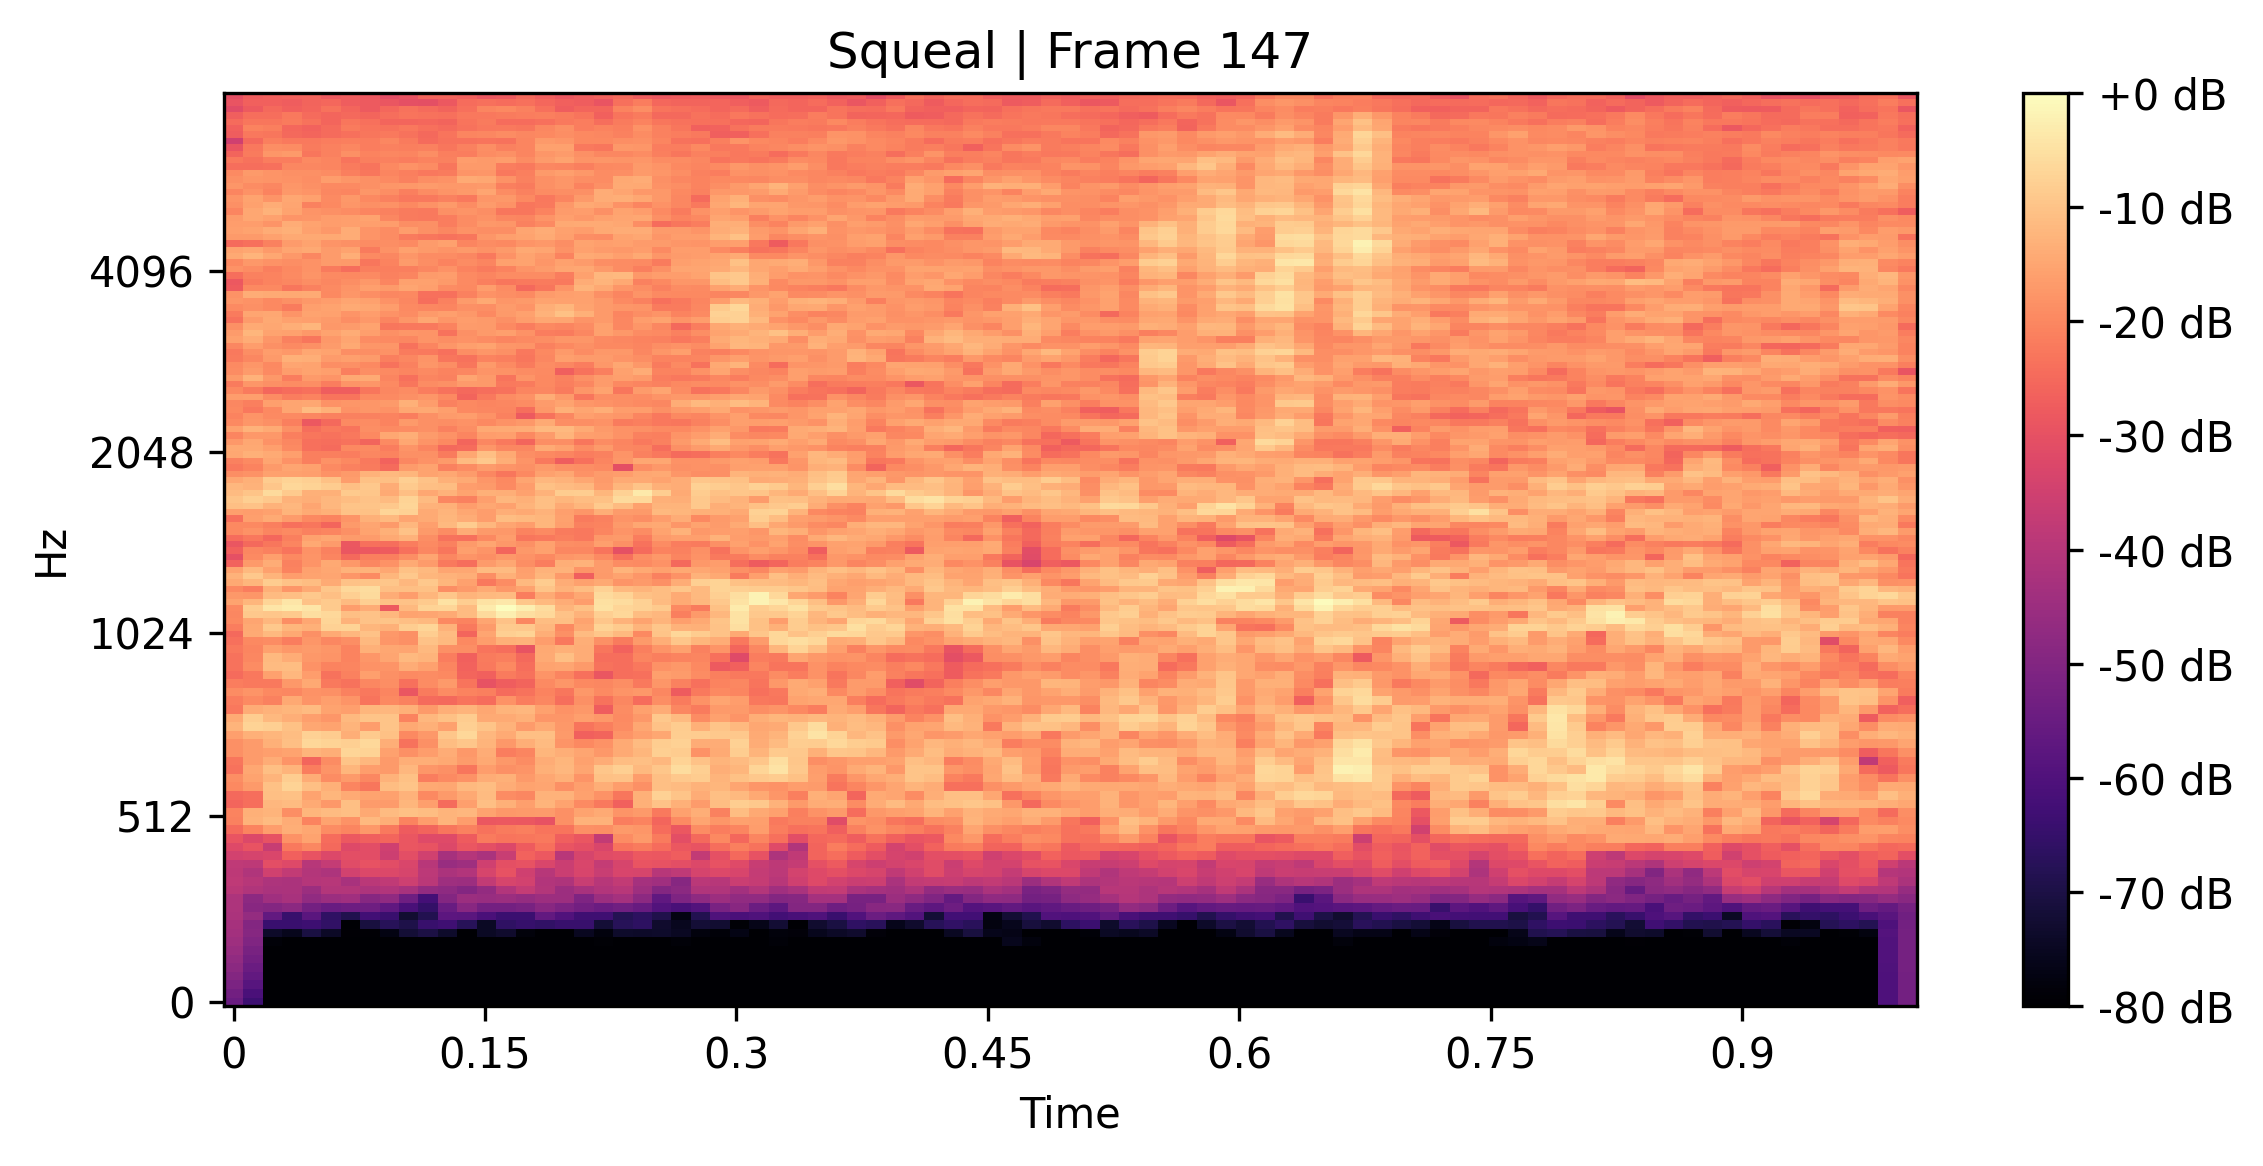 Squeal | Frame 147
+0 dB
-10 dB
-20 dB
-30 dB
-40 dB
-50 dB
-60 dB
-70 dB
-80 dB
Hz
4096
2048
1024
512
0
0 0.15 0.3 0.45 0.6 0.75 0.9
Time